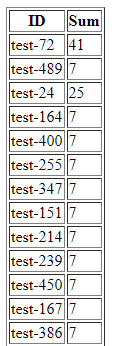 ID Sum
test-72 41
test-489 7
test-24 25
test-164 7
test-400 7
test-255 7
test-347 7
test-151 7
test-214 7
test-239 7
test-450 7
test-167 7
test-386 7